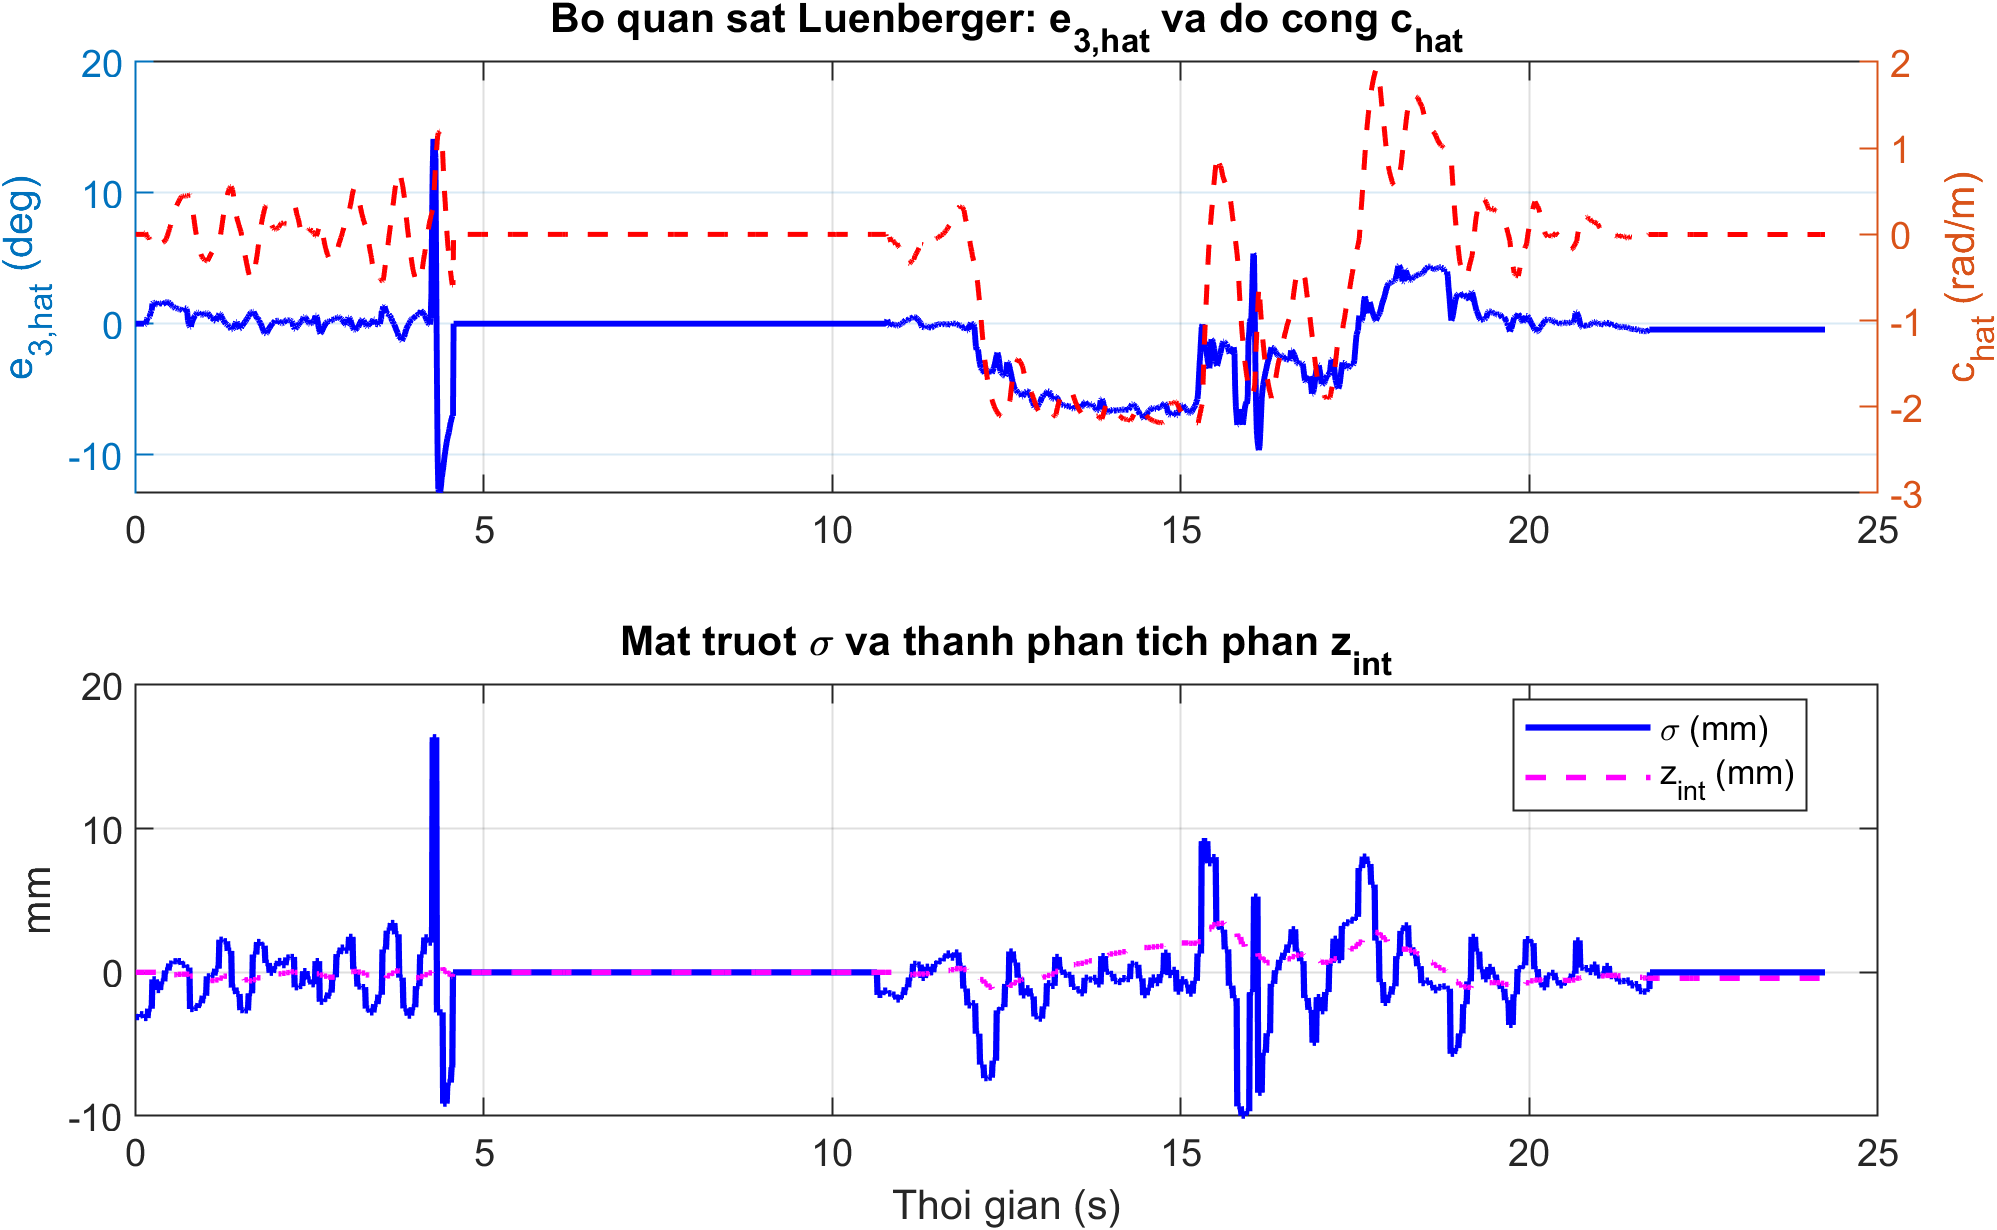 Bo quan sat Luenberger: e3,hat va do cong chat
20
10
0
-10
e3,hat (deg)
2
1
0
-1
-2
-3
chat (rad/m)
0 5 10 15 20 25
Mat truot σ va thanh phan tich phan zint
20
10
0
-10
mm
σ (mm)
zint (mm)
0 5 10 15 20 25
Thoi gian (s)